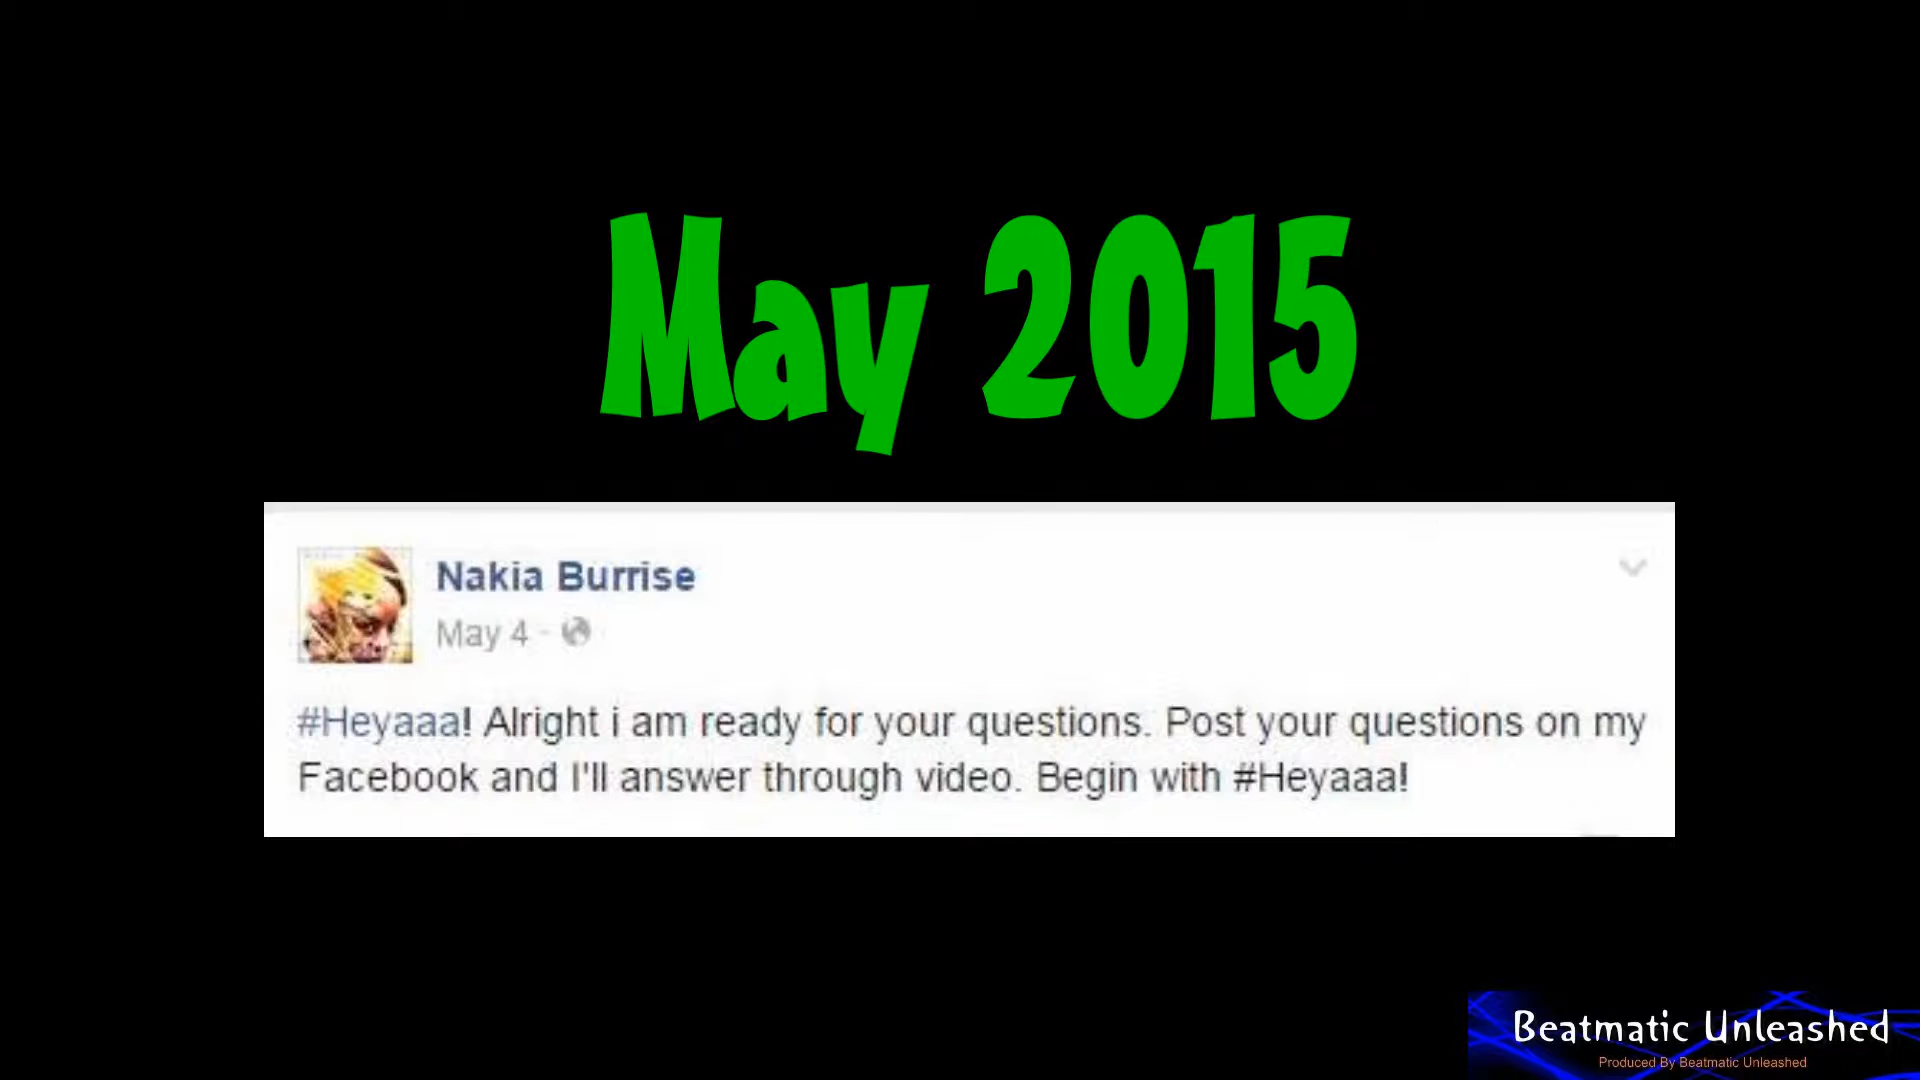 May 2015
Nakia Burrise
May 4 ·
#Heyaaa! Alright i am ready for your questions. Post your questions on my
Facebook and I'll answer through video. Begin with #Heyaaa!
Beatmatic Unleashed
Produced By Beatmatic Unleashed